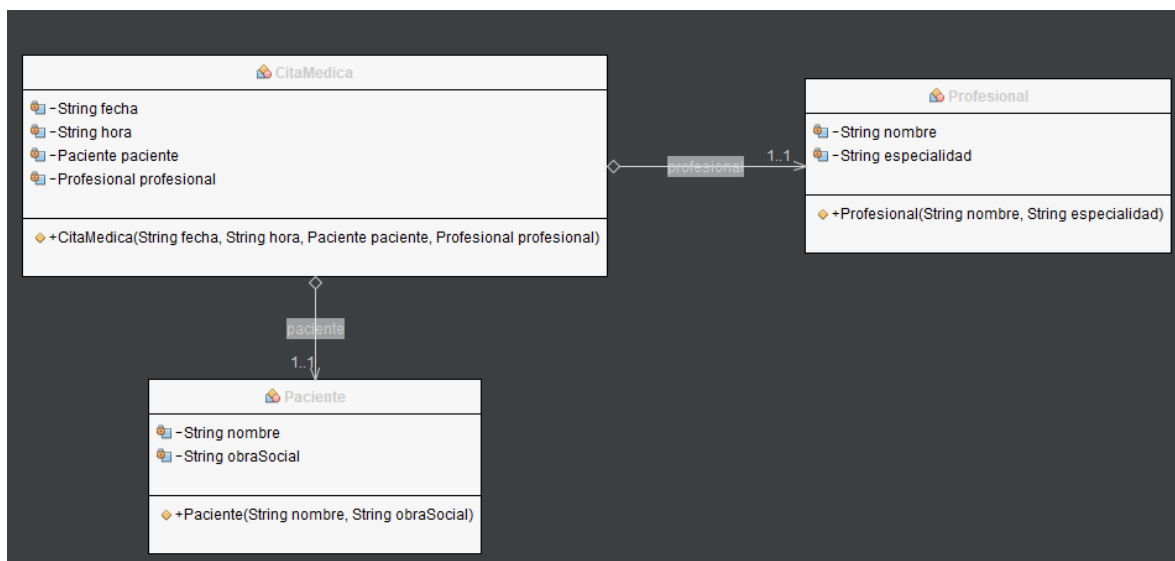 CitaMedica
-String fecha
-String hora
-Paciente paciente
-Profesional profesional
+CitaMedica(String fecha, String hora, Paciente paciente, Profesional profesional)
profesional
1..1
Profesional
-String nombre
-String especialidad
+Profesional(String nombre, String especialidad)
paciente
1..1
Paciente
-String nombre
-String obraSocial
+Paciente(String nombre, String obraSocial)